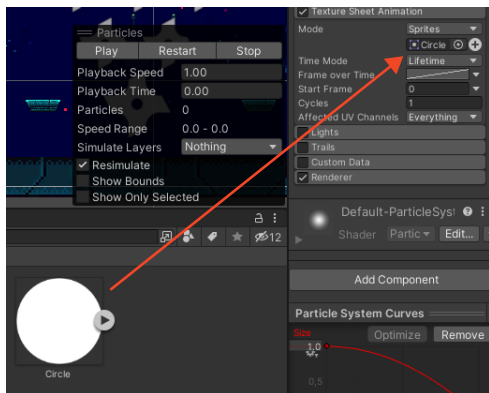 Particles
Play Restart Stop
Playback Speed 1.00
Playback Time 0.00
Particles 0
Speed Range 0.0 - 0.0
Simulate Layers Nothing
Resimulate
Show Bounds
Show Only Selected
12
Circle
Texture Sheet Animation
Mode Sprites
Circle
Time Mode Lifetime
Frame over Time
Start Frame 0
Cycles 1
Affected UV Channels Everything
Lights
Trails
Custom Data
Renderer
Default-ParticleSys
Shader Partic Edit...
Add Component
Particle System Curves
Size Optimize Remove
1,0
0,5